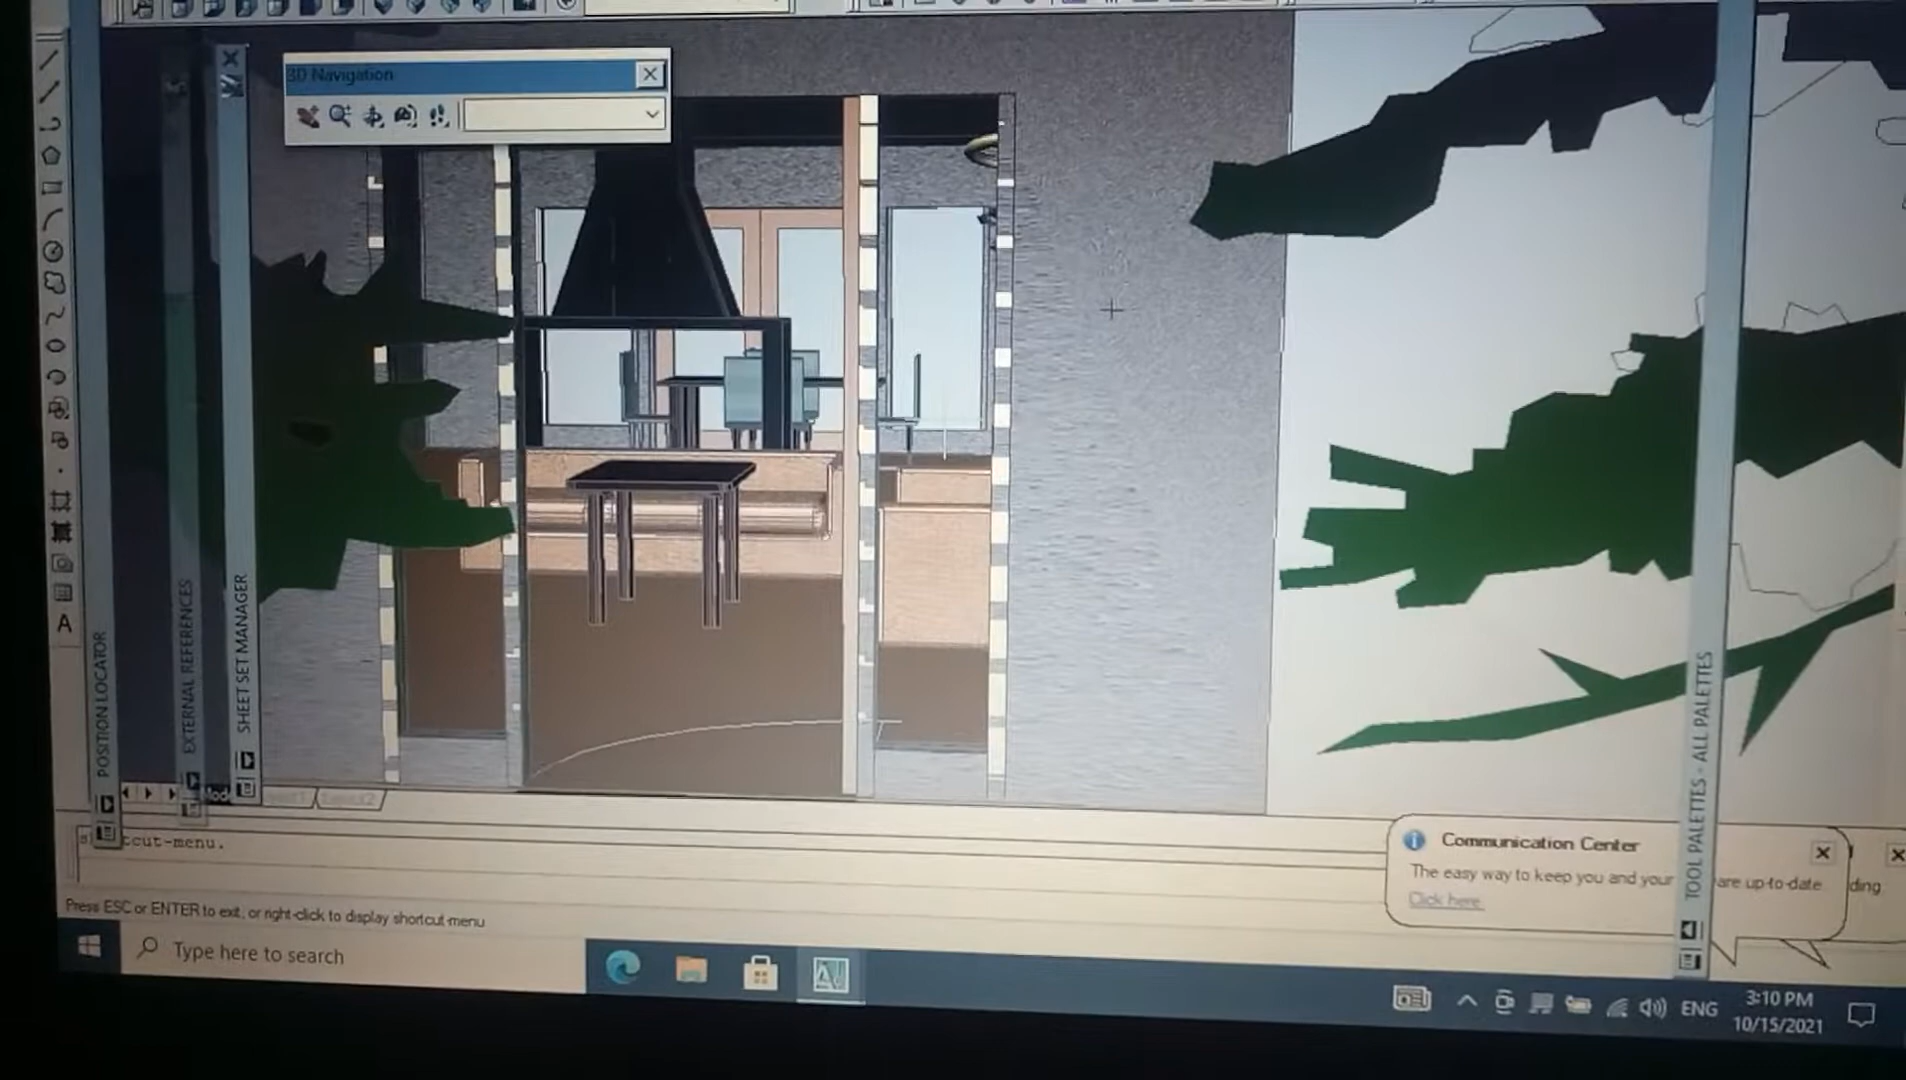 3D Navigation
POSITION LOCATOR
EXTERNAL REFERENCES
SHEET SET MANAGER
TOOL PALETTES - ALL PALETTES
A
Layout2
cut-menu.
Press ESC or ENTER to exit, or right-click to display shortcut-menu
Communication Center
The easy way to keep you and your are up-to-date
Click here.
ding
Type here to search
ENG
3:10 PM
10/15/2021